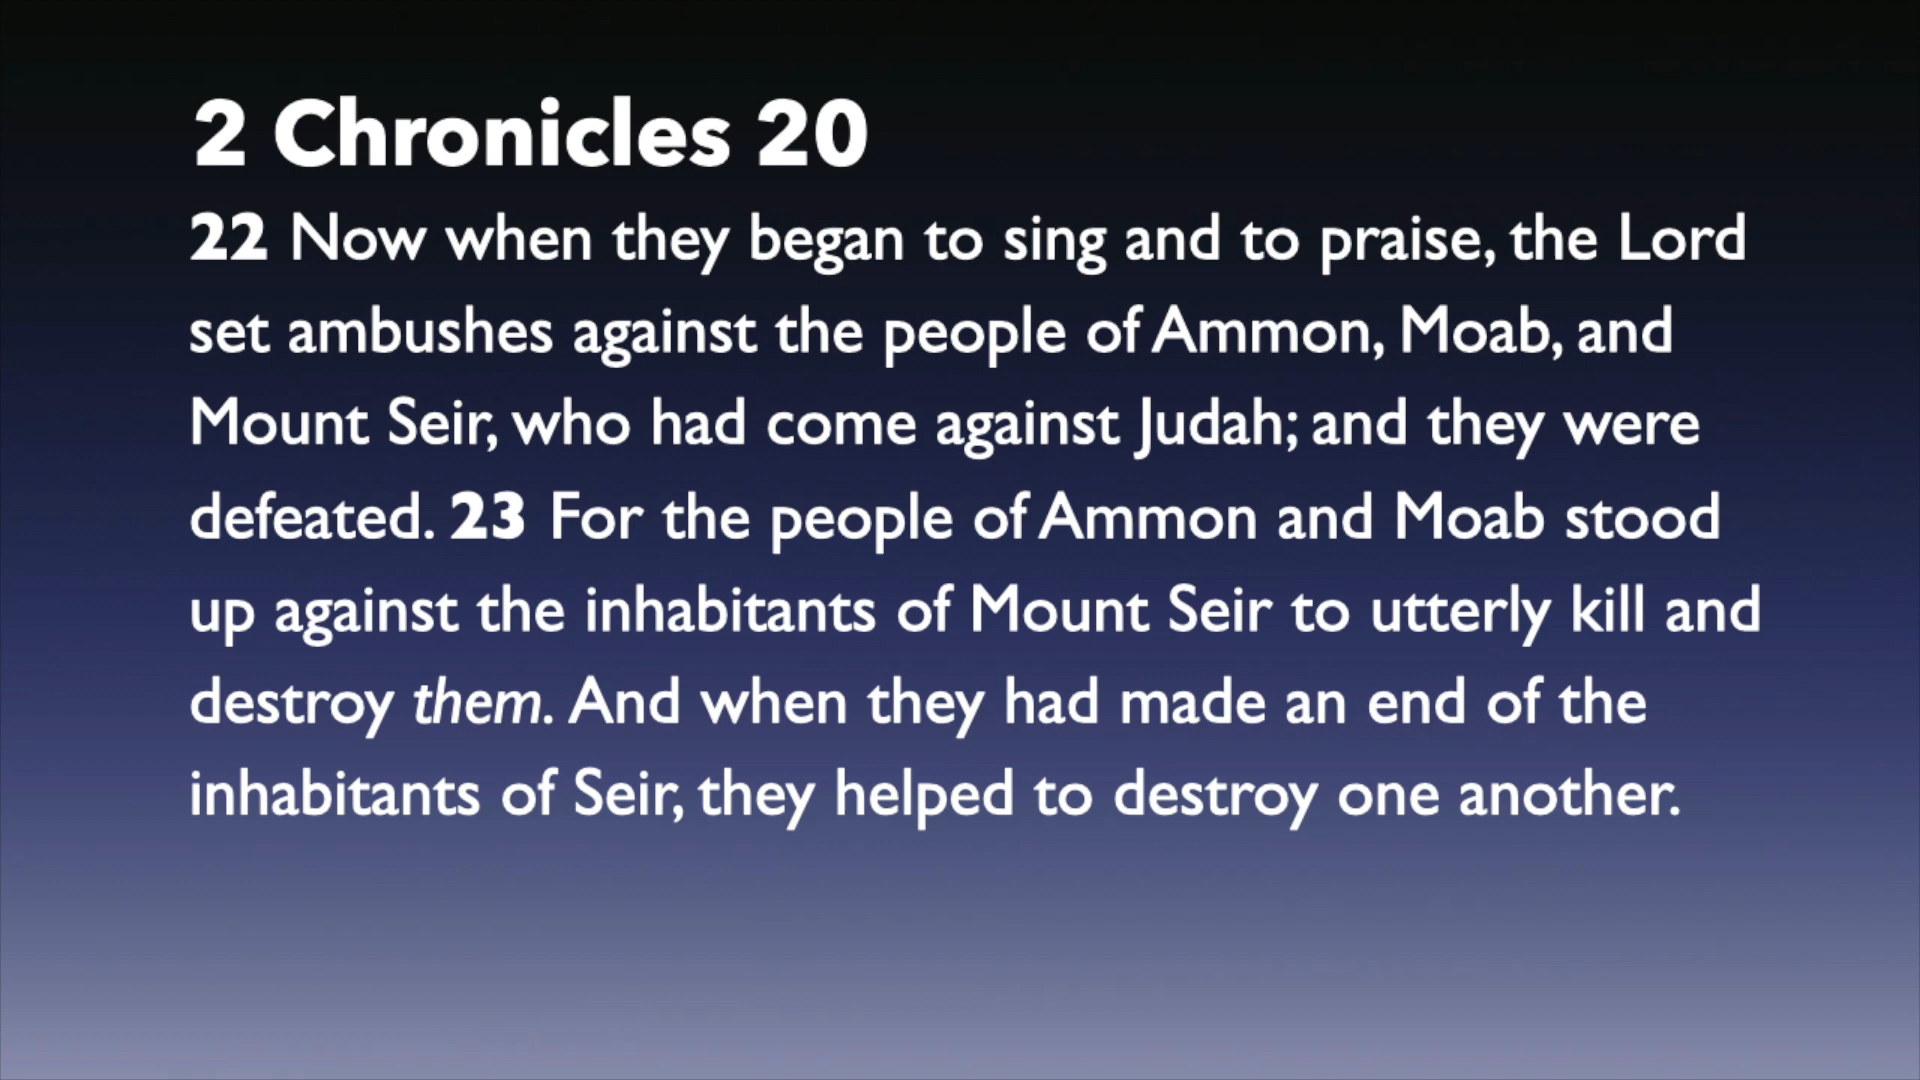 2 Chronicles 20
22 Now when they began to sing and to praise, the Lord
set ambushes against the people of Ammon, Moab, and
Mount Seir, who had come against Judah; and they were
defeated. 23 For the people of Ammon and Moab stood
up against the inhabitants of Mount Seir to utterly kill and
destroy them. And when they had made an end of the
inhabitants of Seir, they helped to destroy one another.